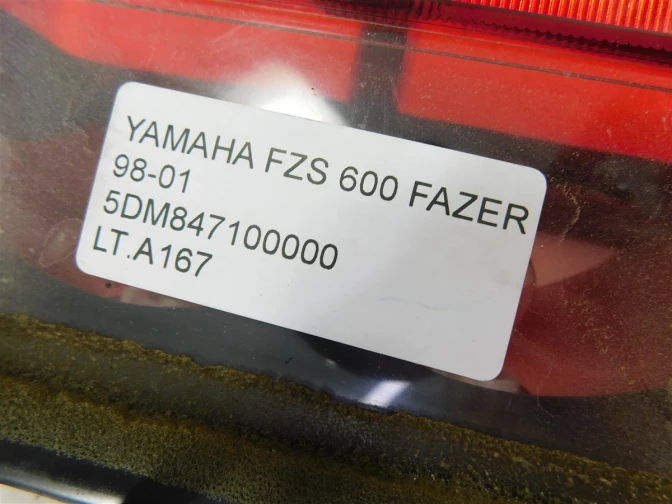 YAMAHA FZS 600 FAZER
98-01
5DM847100000
LT.A167